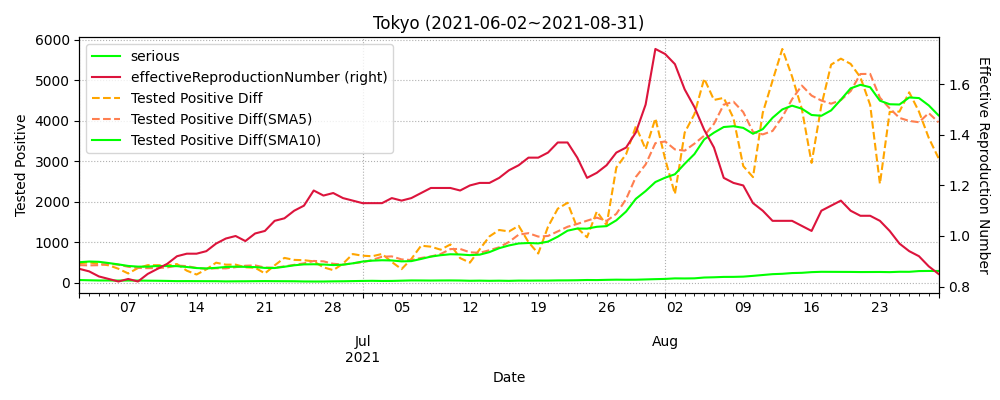 Tokyo (2021-06-02~2021-08-31)
6000
5000
4000
3000
2000
1000
0
Tested Positive
serious
effectiveReproductionNumber (right)
Tested Positive Diff
Tested Positive Diff(SMA5)
Tested Positive Diff(SMA10)
1.6
1.4
1.2
1.0
0.8
Effective Reproduction Number
07 14 21 28 05 12 19 26 02 09 16 23
Jul Aug
2021
Date